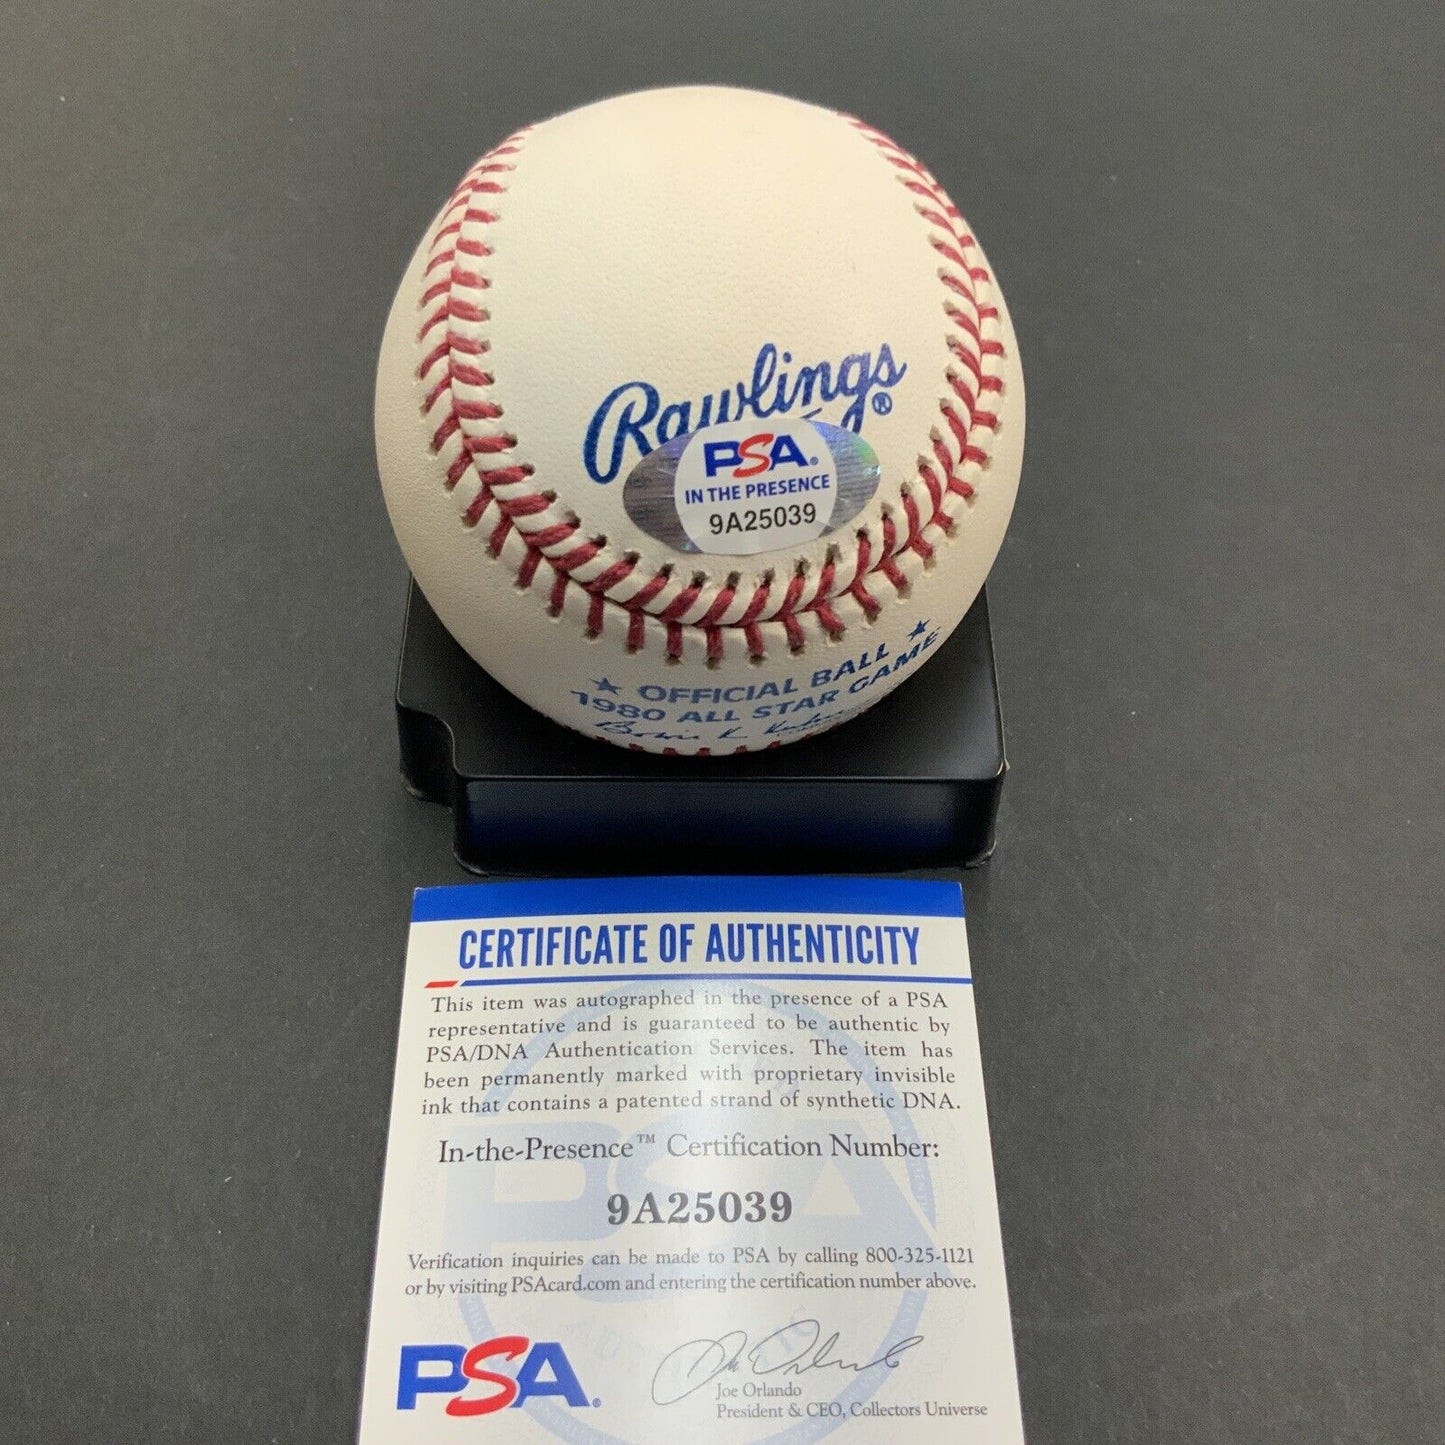 Rawlings®
PSA®
IN THE PRESENCE
9A25039
★ OFFICIAL BALL ★
1980 ALL STAR GAME
Bowie K Kuhn
CERTIFICATE OF AUTHENTICITY
This item was autographed in the presence of a PSA
representative and is guaranteed to be authentic by
PSA/DNA Authentication Services. The item has
been permanently marked with proprietary invisible
ink that contains a patented strand of synthetic DNA.
In-the-Presence™ Certification Number:
9A25039
Verification inquiries can be made to PSA by calling 800-325-1121
or by visiting PSAcard.com and entering the certification number above.
PSA®
Joe Orlando
President & CEO, Collectors Universe